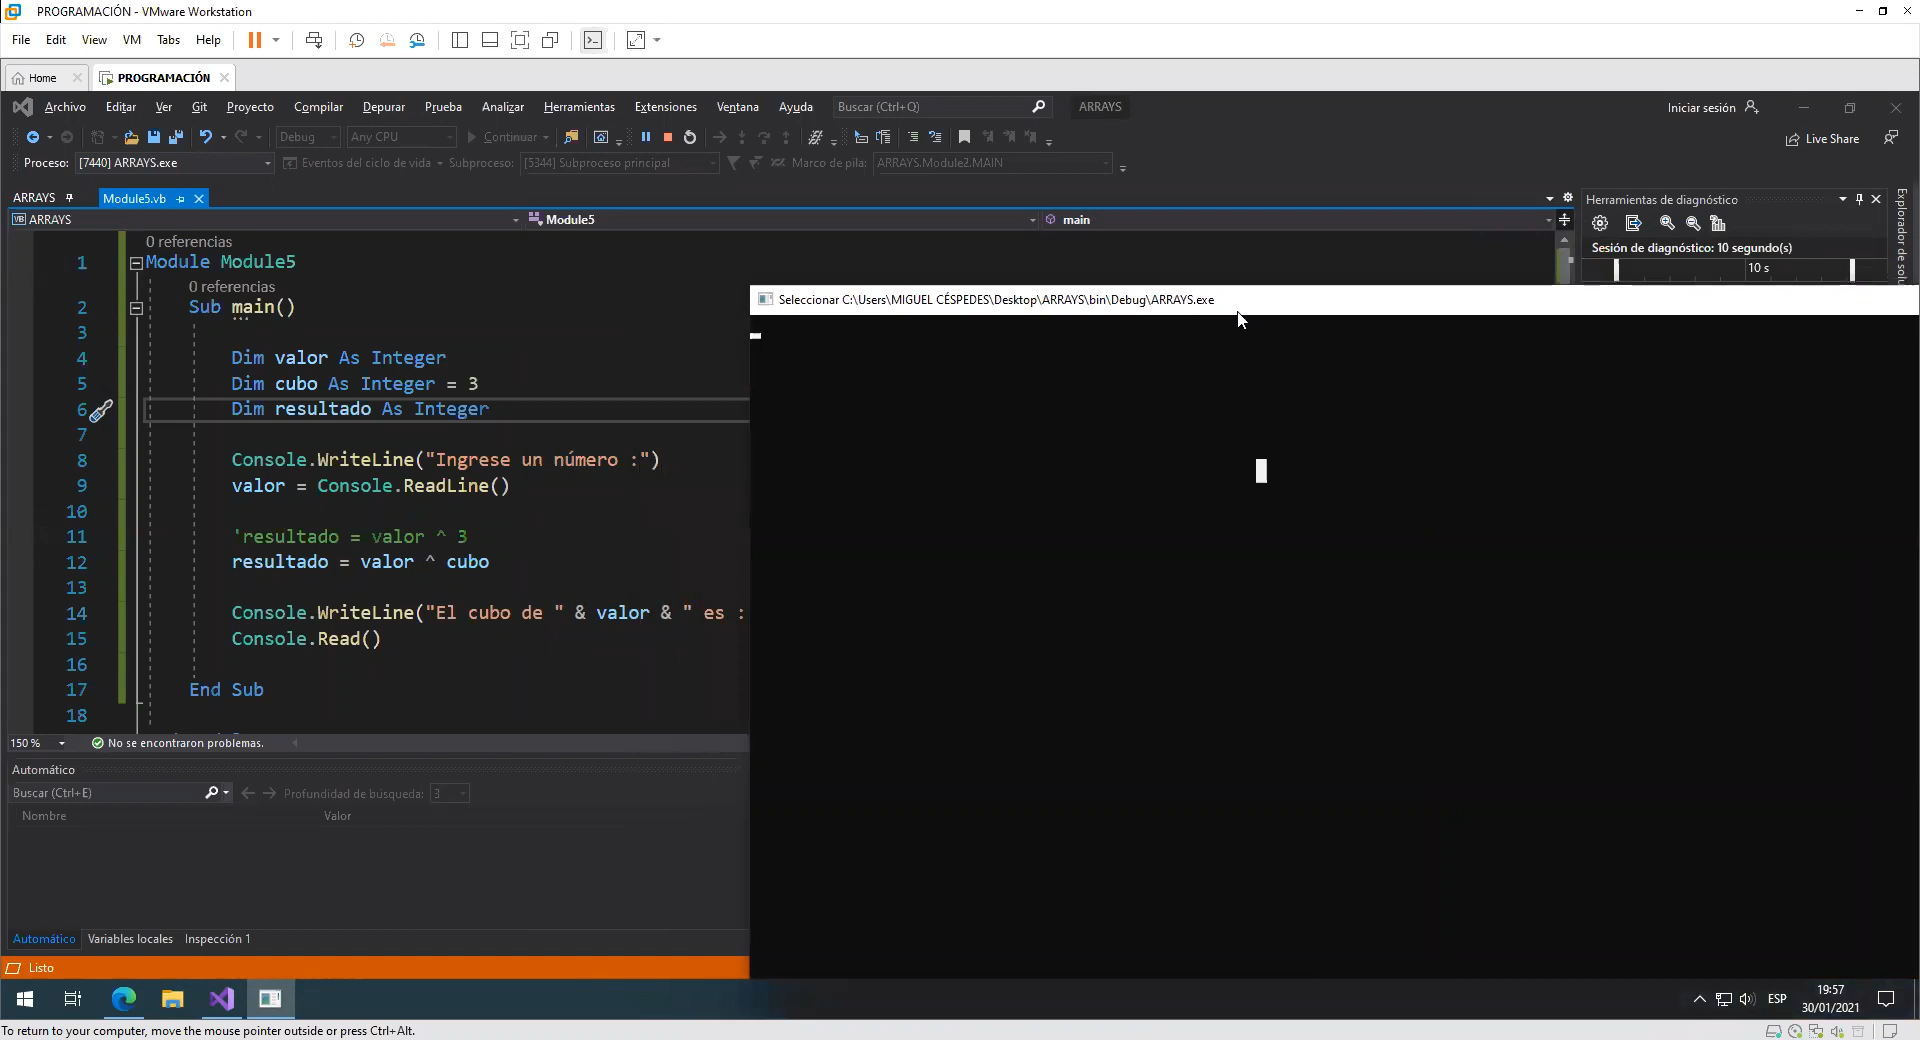 PROGRAMACIÓN - VMware Workstation
File Edit View VM Tabs Help
Home PROGRAMACIÓN
Archivo Editar Ver Git Proyecto Compilar Depurar Prueba Analizar Herramientas Extensiones Ventana Ayuda Buscar (Ctrl+Q) ARRAYS Iniciar sesión
Debug Any CPU Continuar Live Share
Proceso: [7440] ARRAYS.exe Eventos del ciclo de vida Subproceso: [5344] Subproceso principal Marco de pila: ARRAYS.Module2.MAIN
ARRAYS Module5.vb
VB ARRAYS Module5 main
Herramientas de diagnóstico
Sesión de diagnóstico: 10 segundo(s)
10 s
Explorador de solu
0 referencias
1 Module Module5
0 referencias
2 Sub main()
3
4 Dim valor As Integer
5 Dim cubo As Integer = 3
6 Dim resultado As Integer
7
8 Console.WriteLine("Ingrese un número :")
9 valor = Console.ReadLine()
10
11 'resultado = valor ^ 3
12 resultado = valor ^ cubo
13
14 Console.WriteLine("El cubo de " & valor & " es :
15 Console.Read()
16
17 End Sub
18
Seleccionar C:\Users\MIGUEL CÉSPEDES\Desktop\ARRAYS\bin\Debug\ARRAYS.exe
150 % No se encontraron problemas.
Automático
Buscar (Ctrl+E) Profundidad de búsqueda: 3
Nombre Valor
Automático Variables locales Inspección 1
Listo
ESP 19:57
30/01/2021
To return to your computer, move the mouse pointer outside or press Ctrl+Alt.